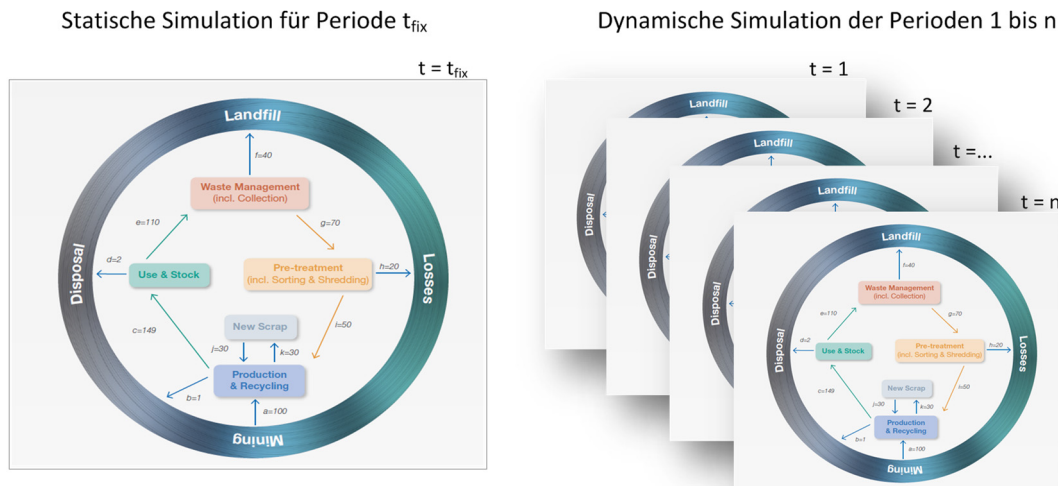 Statische Simulation für Periode tfix
Dynamische Simulation der Perioden 1 bis n
t = tfix
Landfill
f=40
Waste Management
(incl. Collection)
e=110
g=70
d=2
Disposal
Use & Stock
Pre-treatment
(incl. Sorting & Shredding)
h=20
Losses
c=149
New Scrap
i=50
j=30
k=30
Production
& Recycling
b=1
a=100
Mining
t = 1
Landfill
Disposal
t = 2
Landfill
Disposal
t =...
Landfill
Disposal
t = n
Landfill
f=40
Waste Management
(incl. Collection)
e=110
g=70
d=2
Disposal
Use & Stock
Pre-treatment
(incl. Sorting & Shredding)
h=20
Losses
c=149
New Scrap
i=50
j=30
k=30
Production
& Recycling
b=1
a=100
Mining